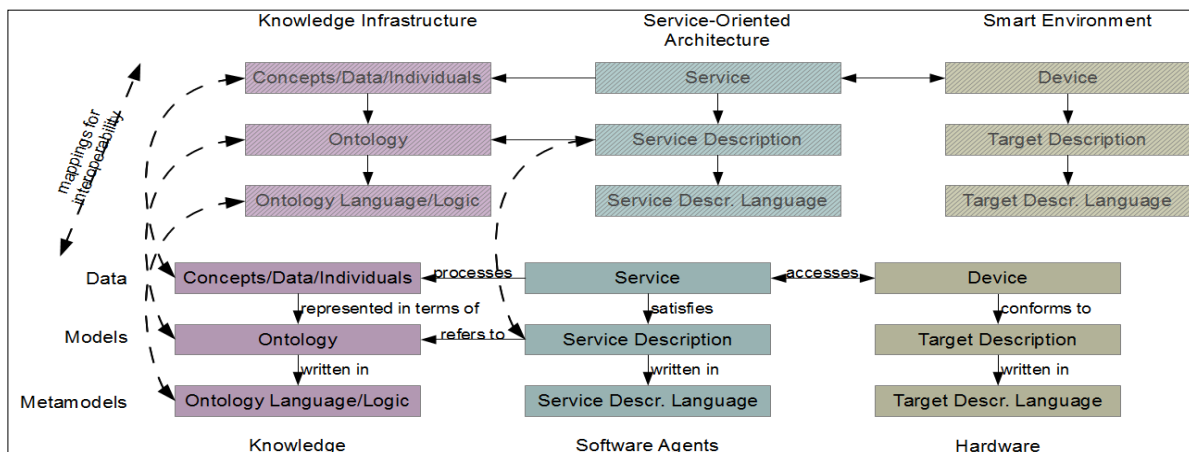 Knowledge Infrastructure
Service-Oriented
Architecture
Smart Environment
Concepts/Data/Individuals
Service
Device
mappings for
interoperability
Ontology
Service Description
Target Description
Ontology Language/Logic
Service Descr. Language
Target Descr. Language
Data
Concepts/Data/Individuals
processes
Service
accesses
Device
represented in terms of
satisfies
conforms to
Models
Ontology
refers to
Service Description
Target Description
written in
written in
written in
Metamodels
Ontology Language/Logic
Service Descr. Language
Target Descr. Language
Knowledge
Software Agents
Hardware